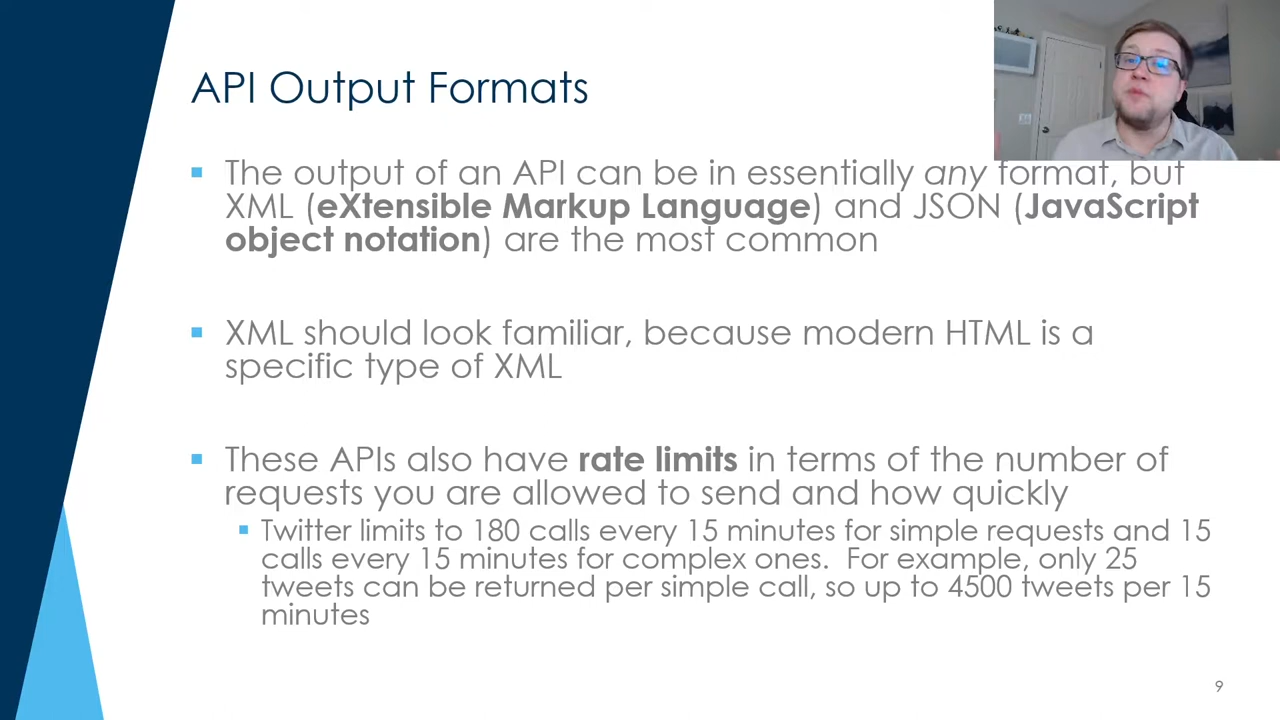 API Output Formats
▪ The output of an API can be in essentially any format, but
XML (eXtensible Markup Language) and JSON (JavaScript
object notation) are the most common
▪ XML should look familiar, because modern HTML is a
specific type of XML
▪ These APIs also have rate limits in terms of the number of
requests you are allowed to send and how quickly
▪ Twitter limits to 180 calls every 15 minutes for simple requests and 15
calls every 15 minutes for complex ones.  For example, only 25
tweets can be returned per simple call, so up to 4500 tweets per 15
minutes
9